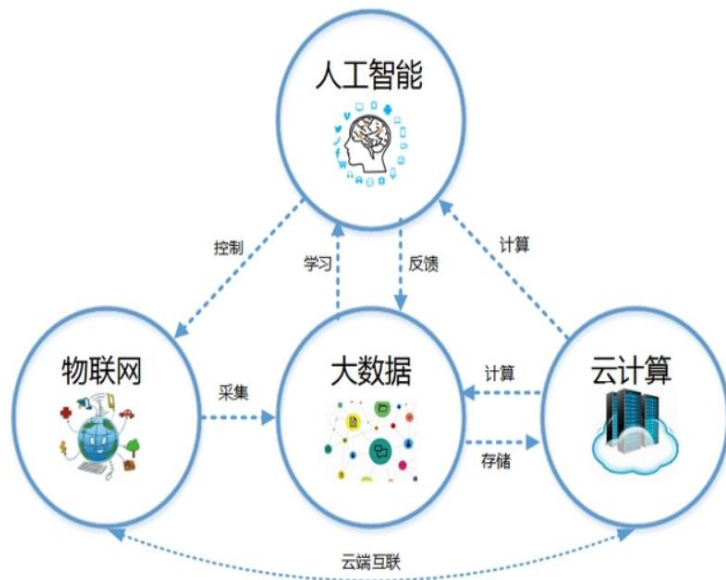 人工智能
控制
学习
反馈
计算
物联网
采集
大数据
计算
存储
云计算
云端互联